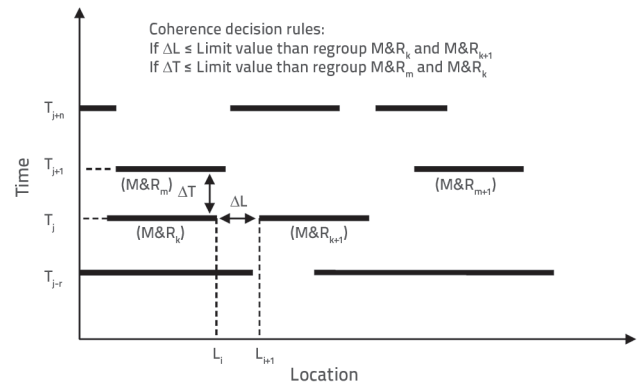 Coherence decision rules:
If ΔL ≤ Limit value than regroup M&Rk and M&Rk+1
If ΔT ≤ Limit value than regroup M&Rm and M&Rk
Tj+n
Tj+1
(M&Rm)
ΔT
(M&Rm+1)
ΔL
Tj
(M&Rk)
(M&Rk+1)
Tj-r
Time
Li
Li+1
Location